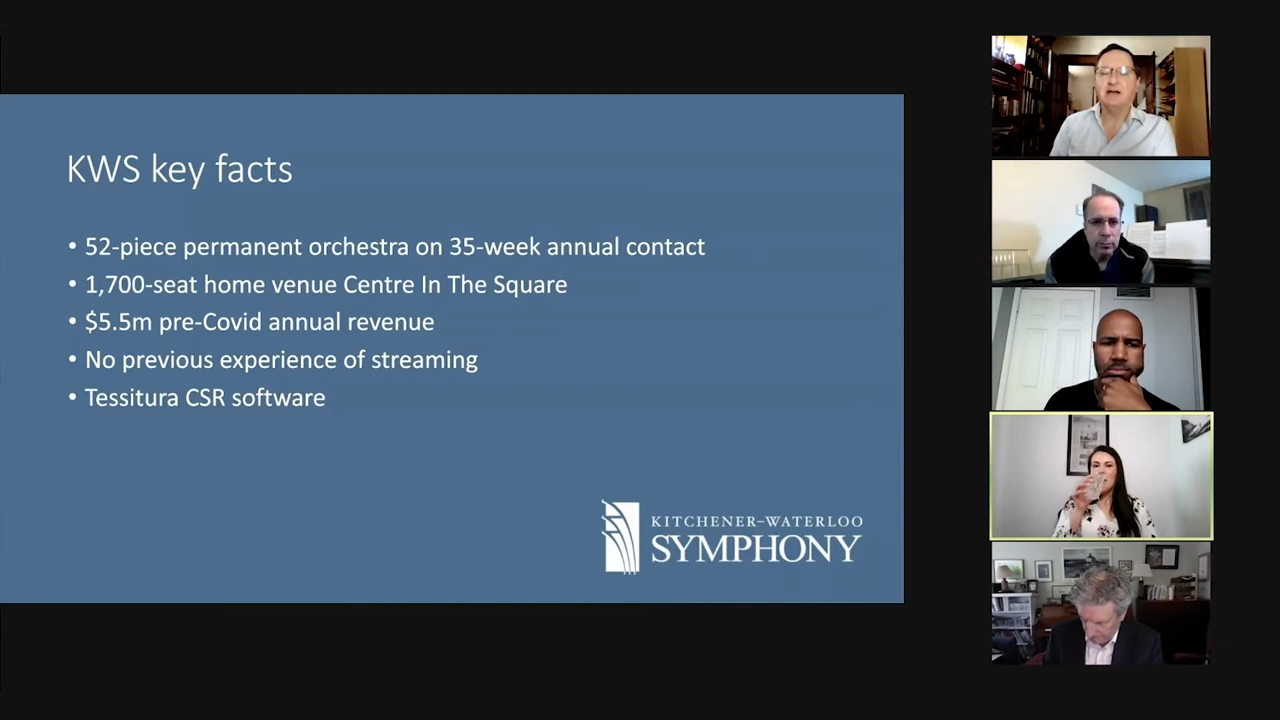 KWS key facts
• 52-piece permanent orchestra on 35-week annual contact
• 1,700-seat home venue Centre In The Square
• $5.5m pre-Covid annual revenue
• No previous experience of streaming
• Tessitura CSR software
KITCHENER–WATERLOO
SYMPHONY